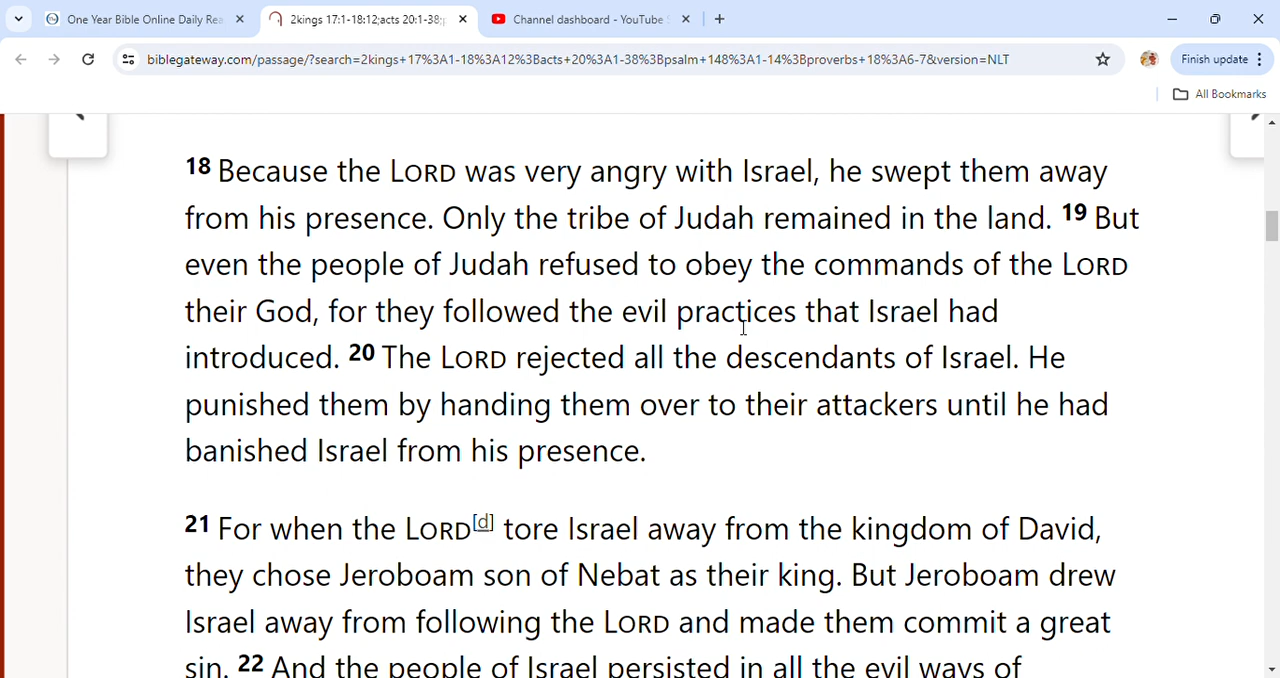 One Year Bible Online Daily Rea
2kings 17:1-18:12;acts 20:1-38;
Channel dashboard - YouTube
biblegateway.com/passage/?search=2kings+17%3A1-18%3A12%3Bacts+20%3A1-38%3Bpsalm+148%3A1-14%3Bproverbs+18%3A6-7&version=NLT
Finish update
All Bookmarks
18 Because the LORD was very angry with Israel, he swept them away
from his presence. Only the tribe of Judah remained in the land. 19 But
even the people of Judah refused to obey the commands of the LORD
their God, for they followed the evil practices that Israel had
introduced. 20 The LORD rejected all the descendants of Israel. He
punished them by handing them over to their attackers until he had
banished Israel from his presence.
21 For when the LORD[d] tore Israel away from the kingdom of David,
they chose Jeroboam son of Nebat as their king. But Jeroboam drew
Israel away from following the LORD and made them commit a great
sin. 22 And the people of Israel persisted in all the evil ways of